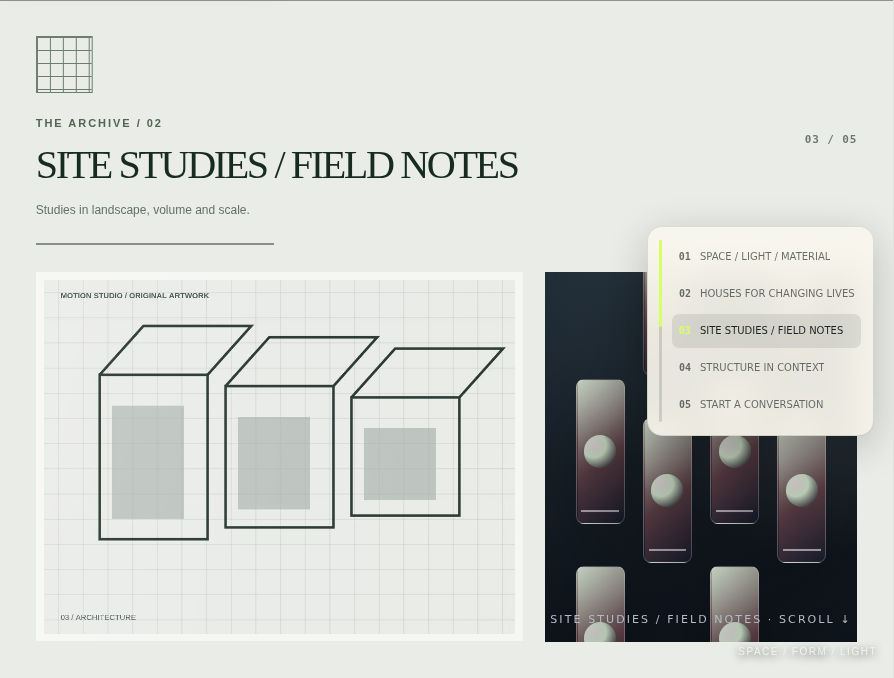 THE ARCHIVE / 02
03 / 05
SITE STUDIES / FIELD NOTES
Studies in landscape, volume and scale.
MOTION STUDIO / ORIGINAL ARTWORK
03 / ARCHITECTURE
01 SPACE / LIGHT / MATERIAL
02 HOUSES FOR CHANGING LIVES
03 SITE STUDIES / FIELD NOTES
04 STRUCTURE IN CONTEXT
05 START A CONVERSATION
SITE STUDIES / FIELD NOTES · SCROLL ↓
SPACE / FORM / LIGHT